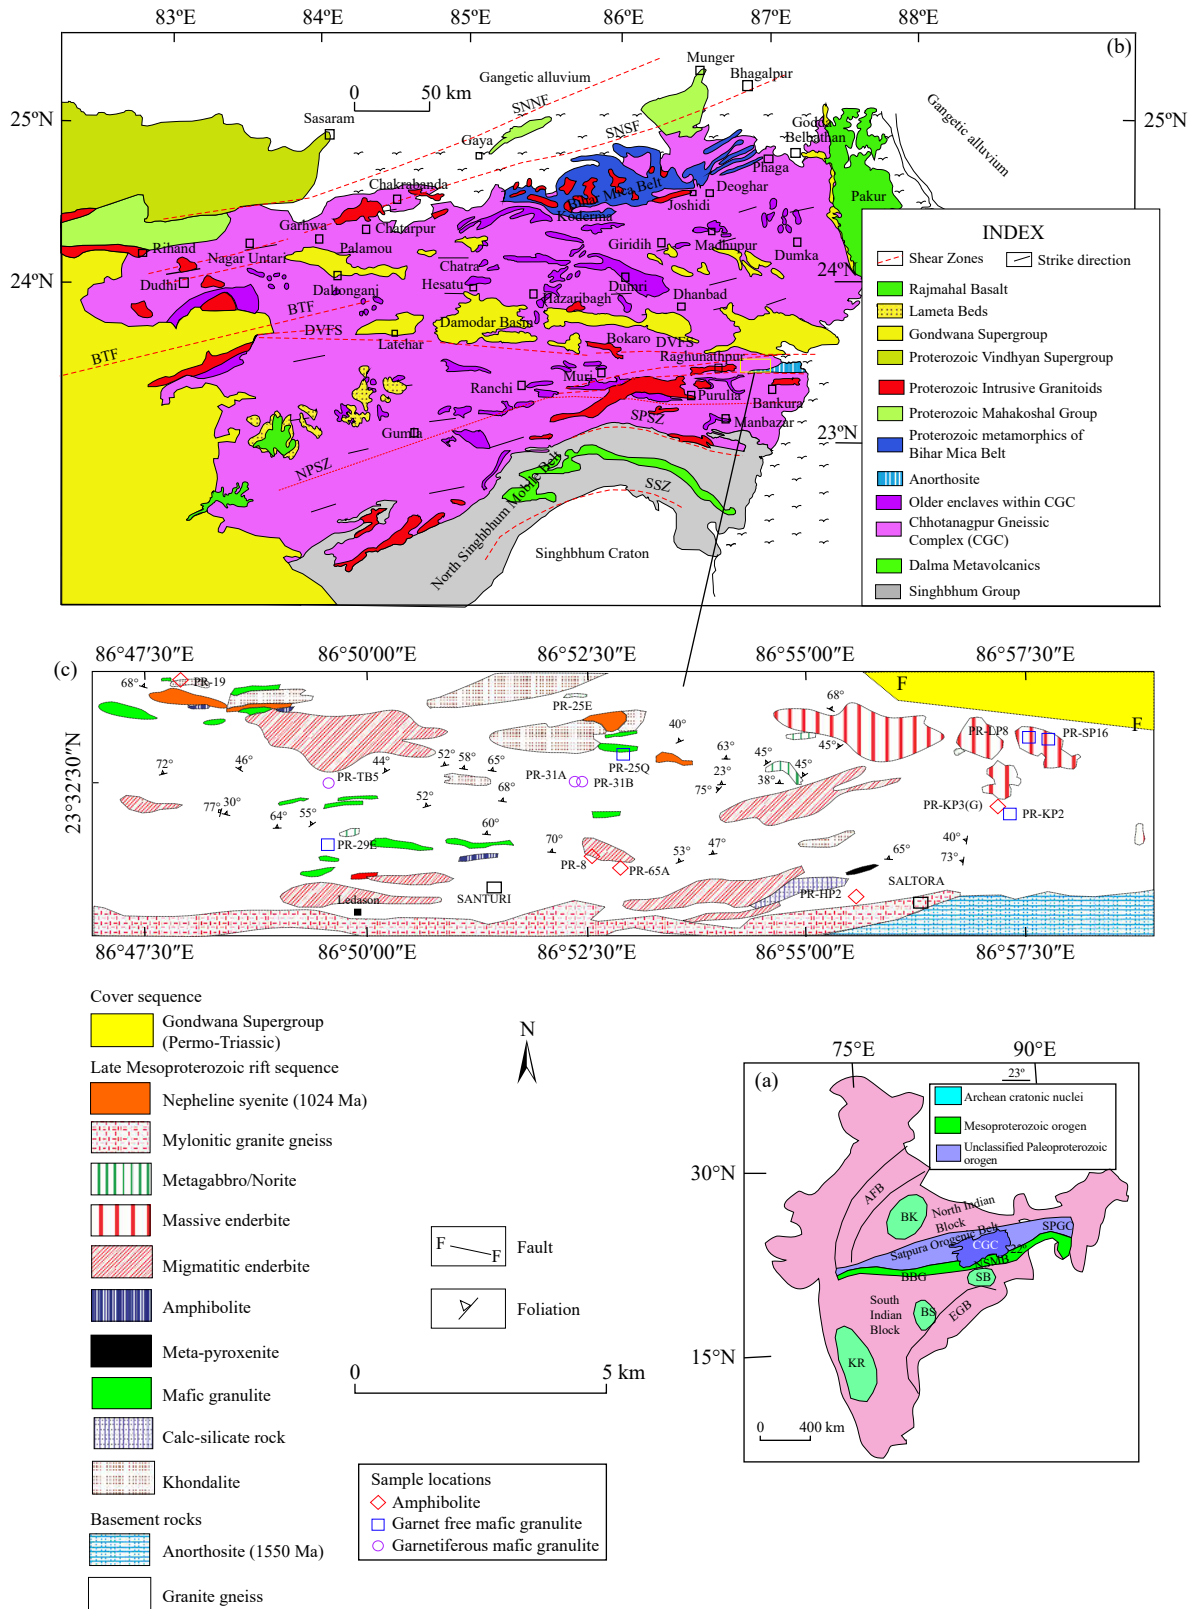 83°E 84°E 85°E 86°E 87°E 88°E
(b)
Munger
Bhagalpur
Gangetic alluvium
0 50 km
SNNF
SNSF
Sasaram
25°N
25°N
Gangetic alluvium
Gaya
Godda
Belbathan
Phaga
Chakrabanda
Bihar Mica Belt
Deoghar
Joshidi
Pakur
Koderma
Garhwa
Chatarpur
Rihand
Palamou
Nagar Untari
Giridih
Madhupur
Dumka
Chatra
24°N
24°N
Dudhi
Daltonganj
Hesatu
Hazaribagh
Dumri
Dhanbad
BTF
DVFS
Damodar Basin
Latehar
Bokaro
DVFS
BTF
Raghunathpur
Muri
Ranchi
Purulia
Bankura
SPSZ
Manbazar
Gumla
23°N
NPSZ
SSZ
North Singhbhum Mobile Belt
Singhbhum Craton
INDEX
Shear Zones
Strike direction
Rajmahal Basalt
Lameta Beds
Gondwana Supergroup
Proterozoic Vindhyan Supergroup
Proterozoic Intrusive Granitoids
Proterozoic Mahakoshal Group
Proterozoic metamorphics of
Bihar Mica Belt
Anorthosite
Older enclaves within CGC
Chhotanagpur Gneissic
Complex (CGC)
Dalma Metavolcanics
Singhbhum Group
(c)
86°47′30″E 86°50′00″E 86°52′30″E 86°55′00″E 86°57′30″E
23°32′30″N
68°
PR-19
PR-25E
F
F
68°
40°
PR-LP8
PR-SP16
72°
46°
44°
52°
58°
65°
63°
45°
45°
PR-TB5
PR-31A
PR-31B
PR-25Q
23°
75°
38°
45°
77°
30°
64°
55°
52°
68°
PR-KP3(G)
PR-KP2
60°
PR-29E
70°
PR-8
PR-65A
53°
47°
65°
40°
73°
Ledason
SANTURI
PR-HP2
SALTORA
86°47′30″E 86°50′00″E 86°52′30″E 86°55′00″E 86°57′30″E
Cover sequence
Gondwana Supergroup
(Permo-Triassic)
Late Mesoproterozoic rift sequence
Nepheline syenite (1024 Ma)
Mylonitic granite gneiss
Metagabbro/Norite
Massive enderbite
Migmatitic enderbite
Amphibolite
Meta-pyroxenite
Mafic granulite
Calc-silicate rock
Khondalite
Basement rocks
Anorthosite (1550 Ma)
Granite gneiss
N
F F
Fault
Foliation
0 5 km
Sample locations
Amphibolite
Garnet free mafic granulite
Garnetiferous mafic granulite
75°E 90°E
(a)
23°
Archean cratonic nuclei
Mesoproterozoic orogen
Unclassified Paleoproterozoic
orogen
30°N
AFB
BK
North Indian
Block
SPGC
Satpura Orogenic Belt
CGC
22°
NSMB
BBG
SB
South
Indian
Block
BS
EGB
15°N
KR
0 400 km